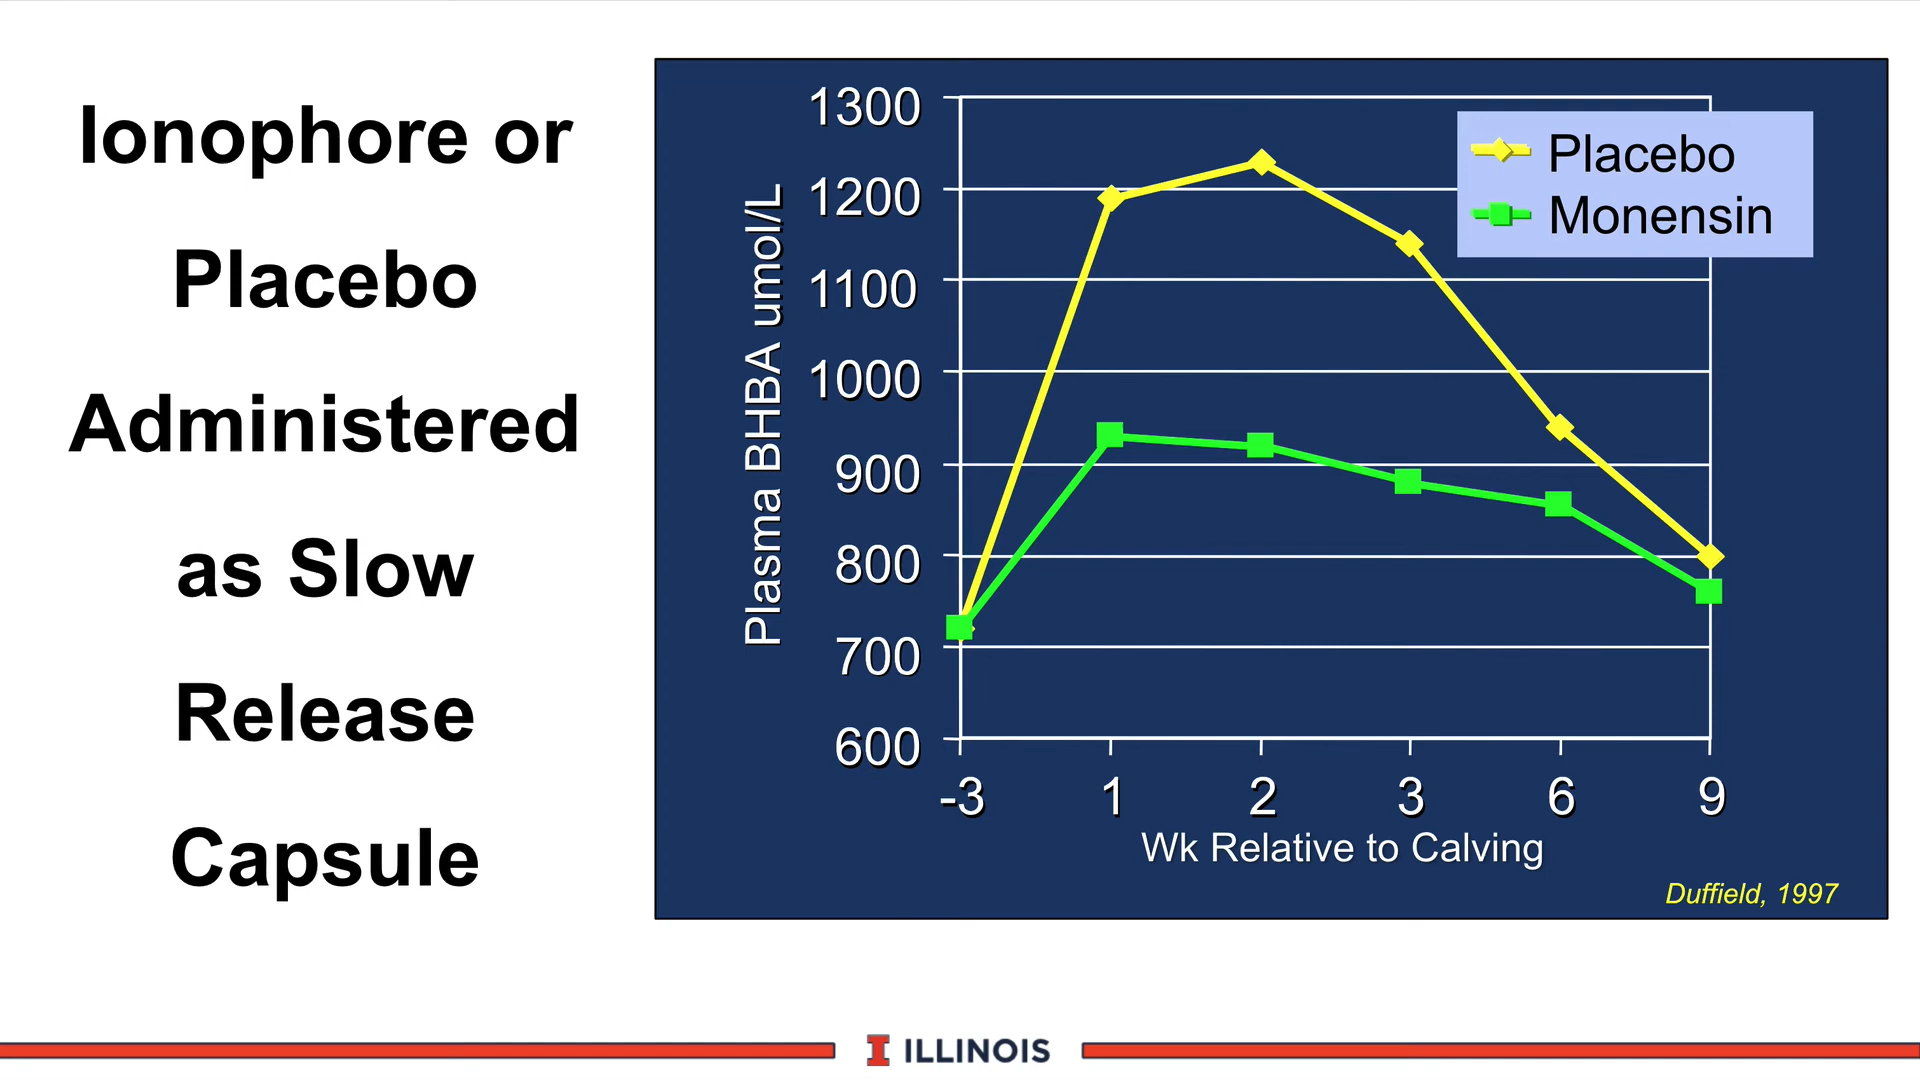 Ionophore or
Placebo
Administered
as Slow
Release
Capsule
Plasma BHBA umol/L
1300
1200
1100
1000
900
800
700
600
-3 1 2 3 6 9
Wk Relative to Calving
Placebo
Monensin
Duffield, 1997
I ILLINOIS